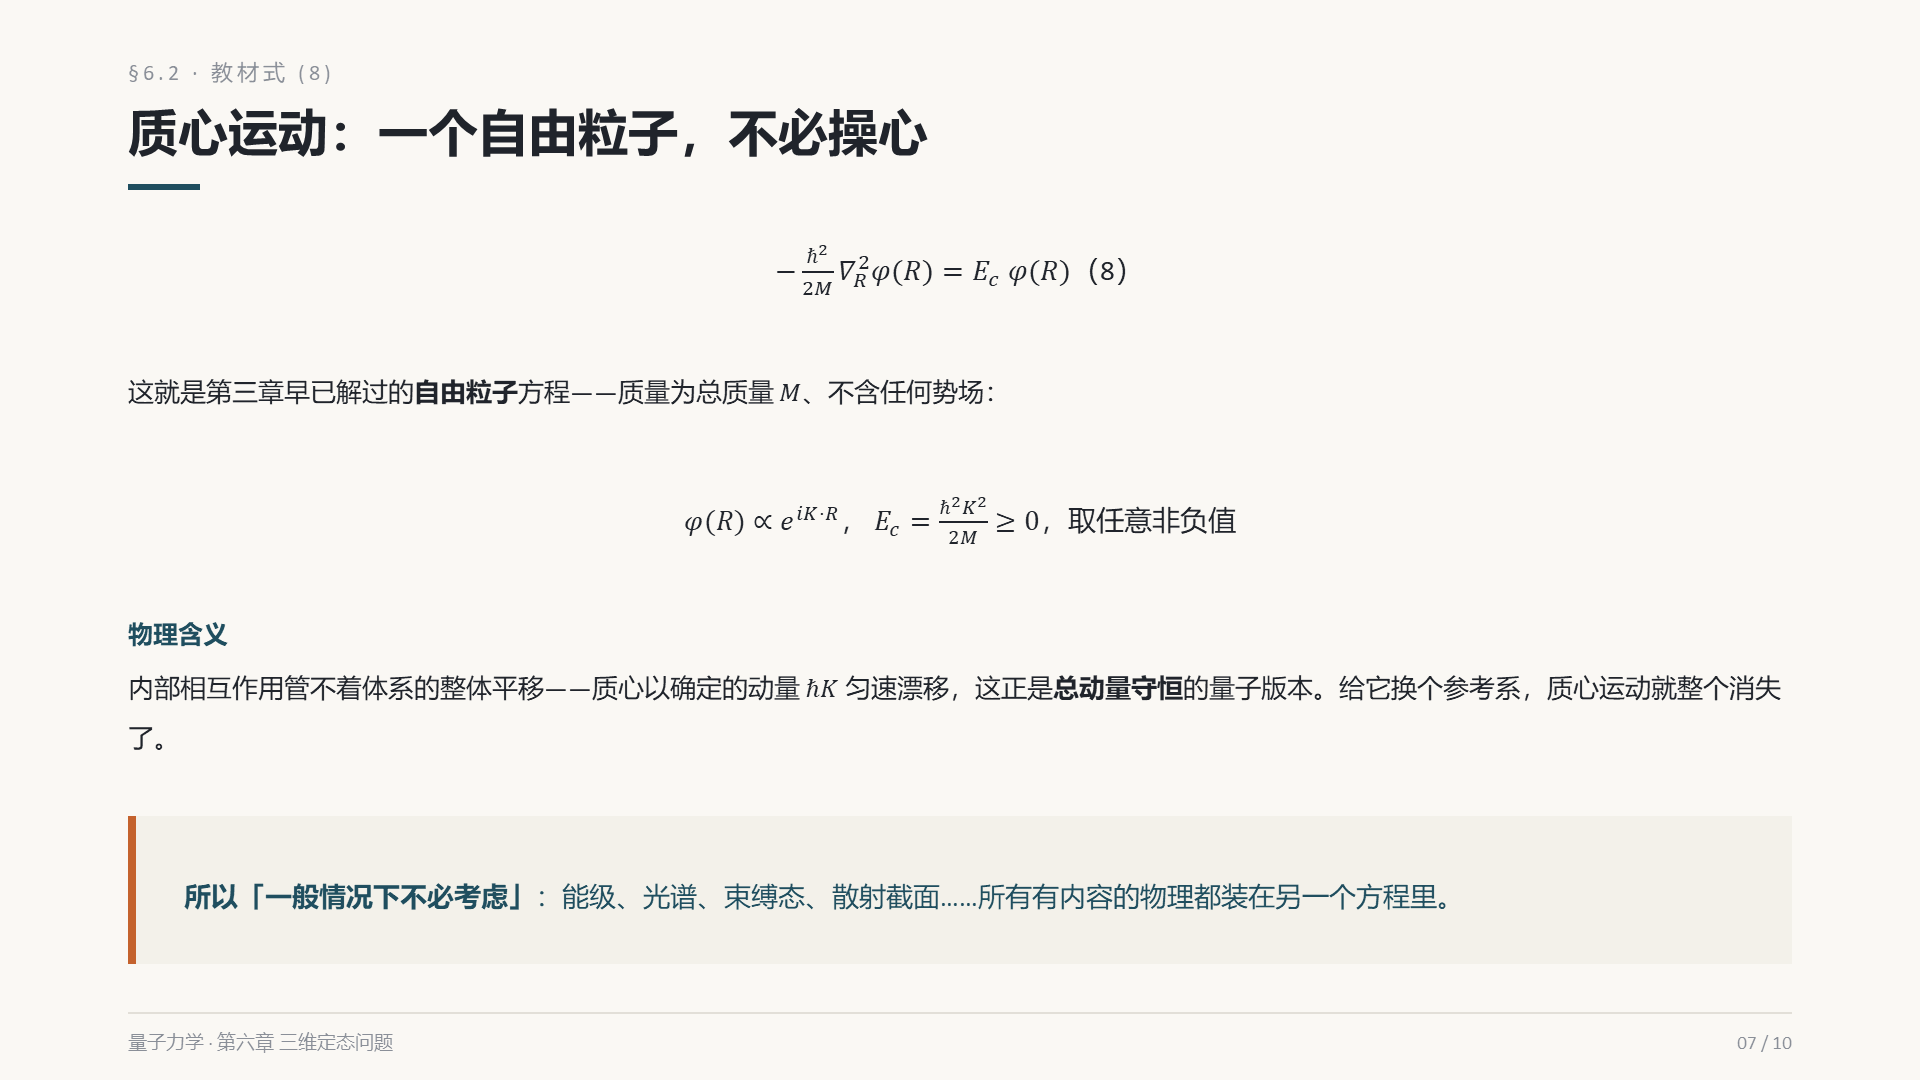 §6.2 · 教材式 (8)
质心运动：一个自由粒子，不必操心
−ℏ²/2M ∇²_R φ(R) = E_c φ(R) (8)
这就是第三章早已解过的自由粒子方程——质量为总质量 M、不含任何势场：
φ(R) ∝ e^{iK·R}， E_c = ℏ²K²/2M ≥ 0，取任意非负值
物理含义
内部相互作用管不着体系的整体平移——质心以确定的动量 ℏK 匀速漂移，这正是总动量守恒的量子版本。给它换个参考系，质心运动就整个消失
了。
所以「一般情况下不必考虑」：能级、光谱、束缚态、散射截面……所有有内容的物理都装在另一个方程里。
量子力学 · 第六章 三维定态问题
07 / 10